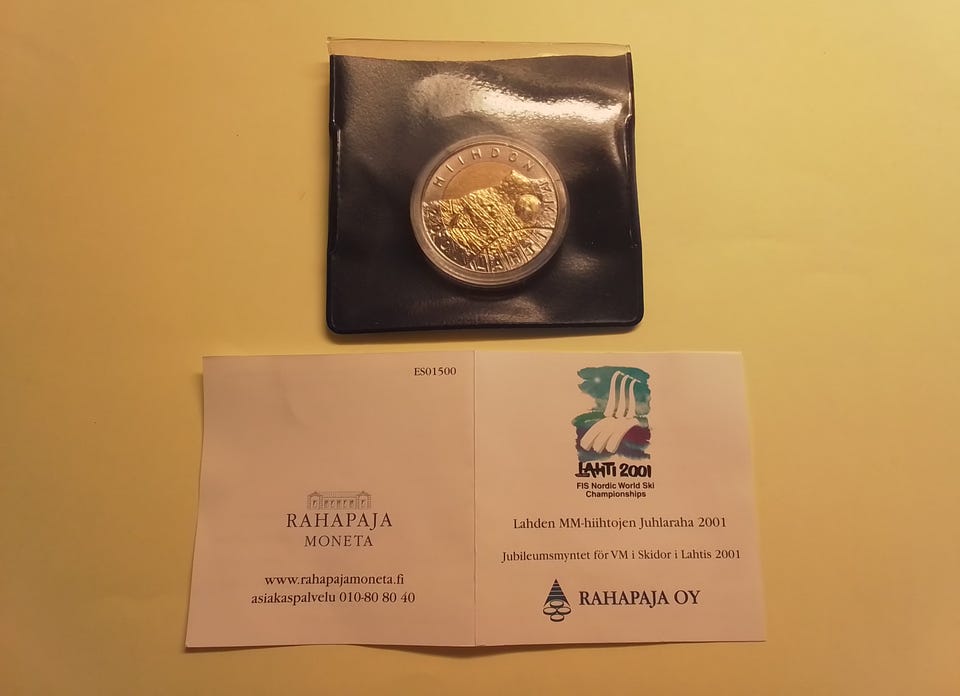 HIIHDON
LAHTI
ES01500
RAHAPAJA
MONETA
www.rahapajamoneta.fi
asiakaspalvelu 010-80 80 40
LAHTI 2001
FIS Nordic World Ski
Championships
Lahden MM-hiihtojen Juhlaraha 2001
Jubileumsmyntet för VM i Skidor i Lahtis 2001
RAHAPAJA OY